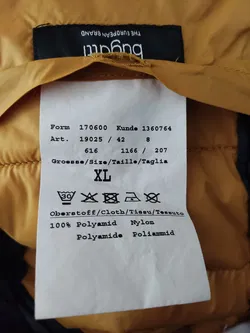 bugatti
THE EUROPEAN BRAND
Form 170600 Kunde 1360764
Art. 19025 / 42 8
616 1166 / 207
Groesse/Size/Taille/Taglia
XL
30
Oberstoff/Cloth/Tissu/Tessuto
100% Polyamid Nylon
Polyamide Poliammid